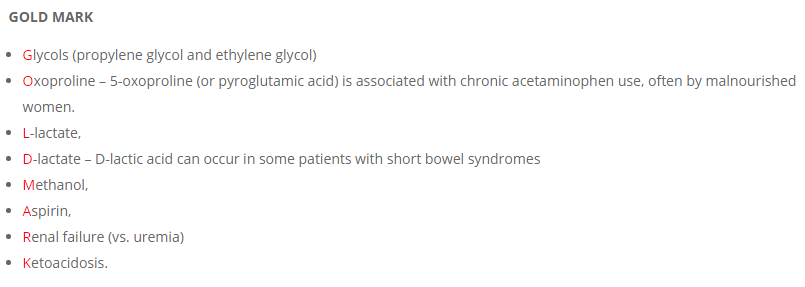 GOLD MARK
• Glycols (propylene glycol and ethylene glycol)
• Oxoproline – 5-oxoproline (or pyroglutamic acid) is associated with chronic acetaminophen use, often by malnourished
women.
• L-lactate,
• D-lactate – D-lactic acid can occur in some patients with short bowel syndromes
• Methanol,
• Aspirin,
• Renal failure (vs. uremia)
• Ketoacidosis.